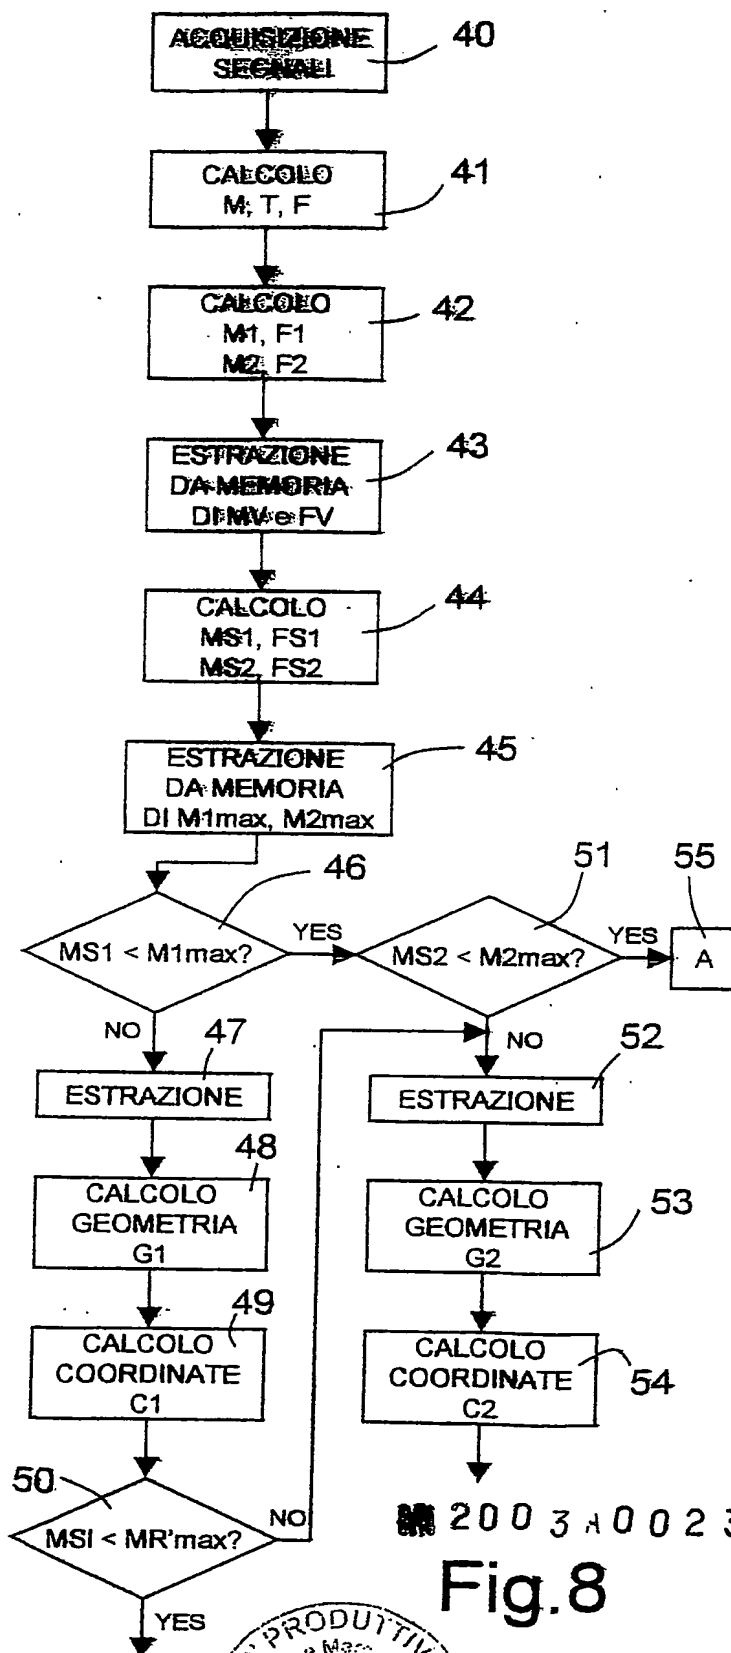 ACQUISIZIONE
SEGNALI
40
CALCOLO
M, T, F
41
CALCOLO
M1, F1
M2, F2
42
ESTRAZIONE
DA MEMORIA
DI MV e FV
43
CALCOLO
MS1, FS1
MS2, FS2
44
ESTRAZIONE
DA MEMORIA
DI M1max, M2max
45
MS1 < M1max?
46
YES
MS2 < M2max?
51
YES
A
55
NO
NO
ESTRAZIONE
47
ESTRAZIONE
52
CALCOLO
GEOMETRIA
G1
48
CALCOLO
GEOMETRIA
G2
53
CALCOLO
COORDINATE
C1
49
CALCOLO
COORDINATE
C2
54
50
MSI < MR'max?
NO
YES
2003A0023
Fig.8
PRODUTTIV